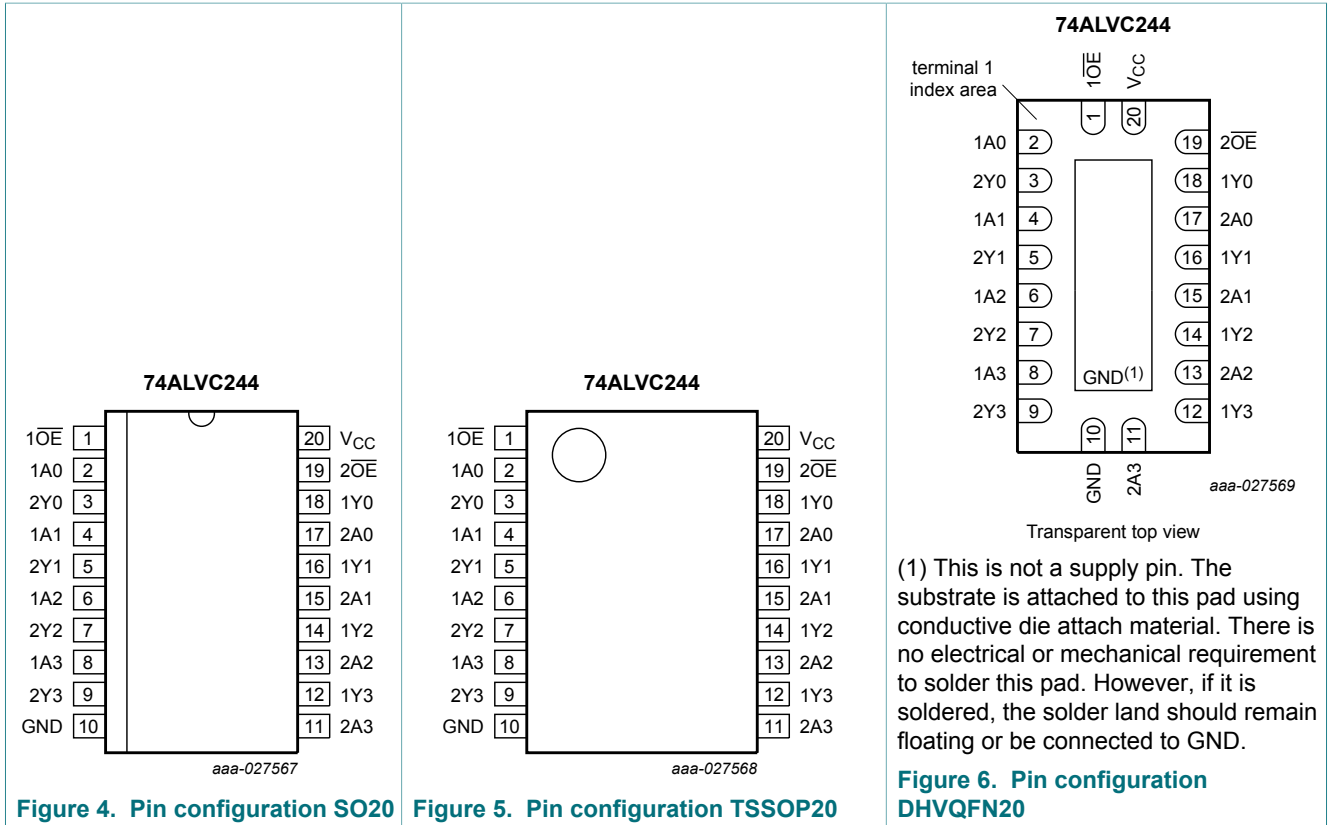 74ALVC244
1O̅E̅ 1
1A0 2
2Y0 3
1A1 4
2Y1 5
1A2 6
2Y2 7
1A3 8
2Y3 9
GND 10
20 VCC
19 2O̅E̅
18 1Y0
17 2A0
16 1Y1
15 2A1
14 1Y2
13 2A2
12 1Y3
11 2A3
aaa-027567
Figure 4. Pin configuration SO20
74ALVC244
1O̅E̅ 1
1A0 2
2Y0 3
1A1 4
2Y1 5
1A2 6
2Y2 7
1A3 8
2Y3 9
GND 10
20 VCC
19 2O̅E̅
18 1Y0
17 2A0
16 1Y1
15 2A1
14 1Y2
13 2A2
12 1Y3
11 2A3
aaa-027568
Figure 5. Pin configuration TSSOP20
74ALVC244
terminal 1
index area
1O̅E̅
VCC
1
20
1A0 2
2Y0 3
1A1 4
2Y1 5
1A2 6
2Y2 7
1A3 8
2Y3 9
19 2O̅E̅
18 1Y0
17 2A0
16 1Y1
15 2A1
14 1Y2
13 2A2
12 1Y3
GND(1)
10
11
GND
2A3
aaa-027569
Transparent top view
(1) This is not a supply pin. The
substrate is attached to this pad using
conductive die attach material. There is
no electrical or mechanical requirement
to solder this pad. However, if it is
soldered, the solder land should remain
floating or be connected to GND.
Figure 6. Pin configuration
DHVQFN20